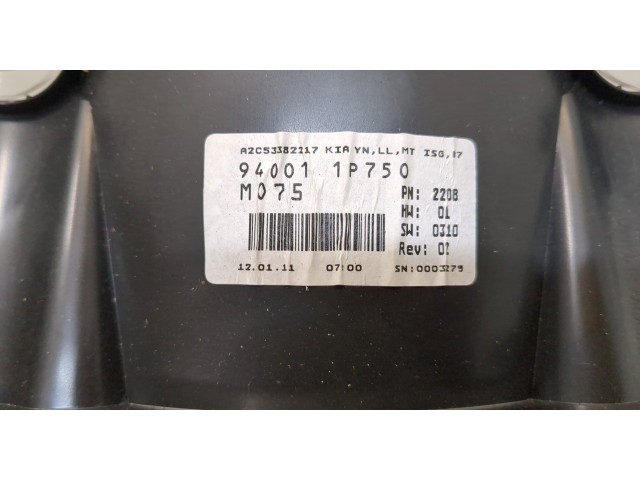 A2C53382217 KIA YN,LL,MT ISG,17
94001 1P750
M075
PN: 2208
HW: 01
SW: 0310
Rev: 02
12.01.11 07:00 SN:0003279